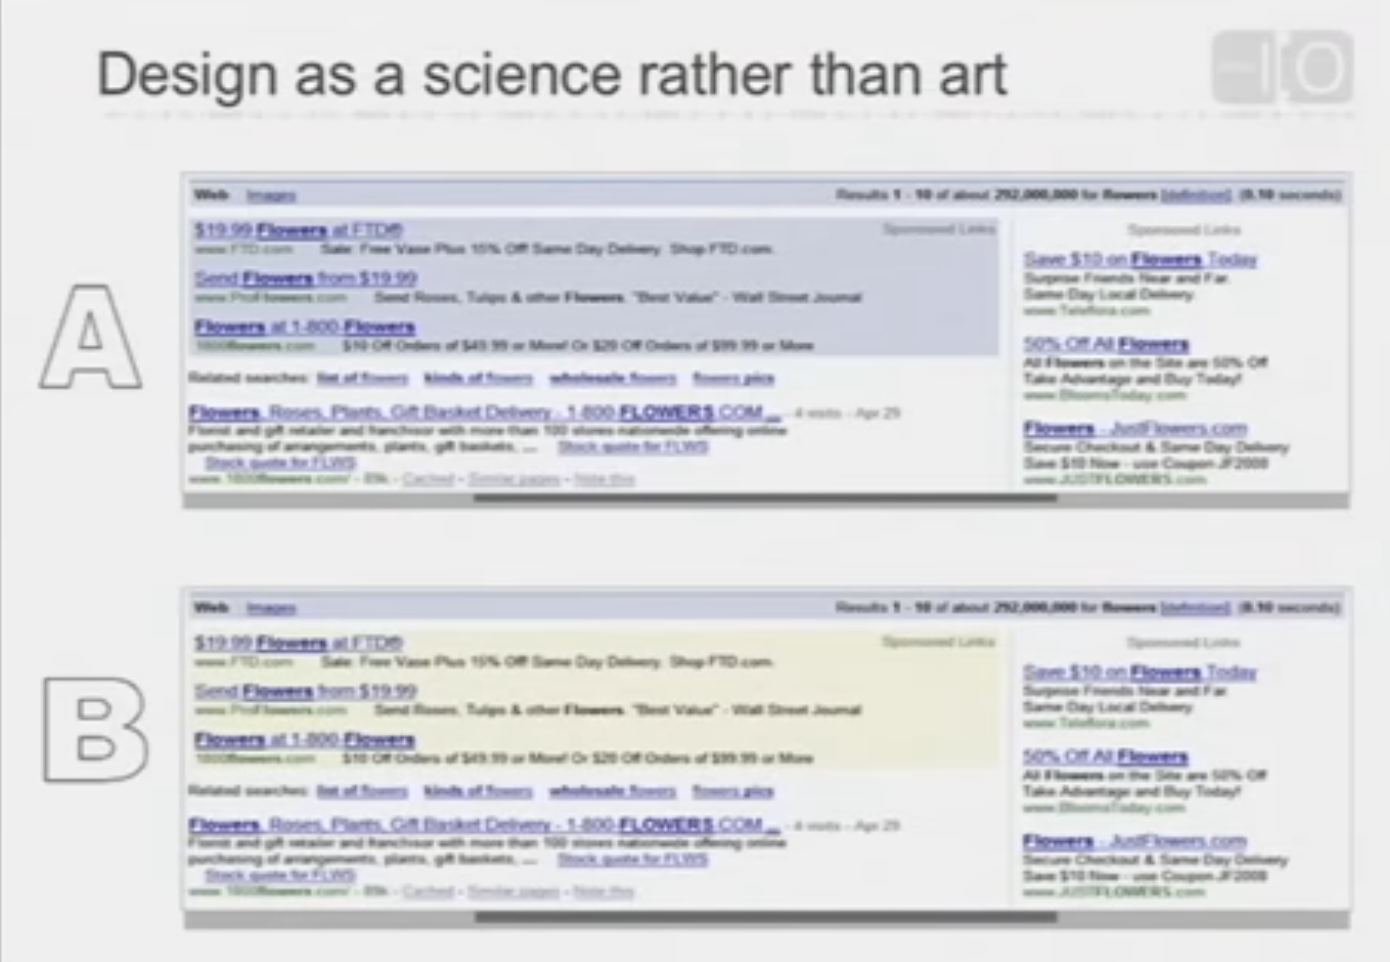 Design as a science rather than art
IO
A
Web Images Results 1 - 10 of about 292,000,000 for flowers [definition]. (0.10 seconds)
$19.99 Flowers at FTD® Sponsored Links
www.FTD.com Sale: Free Vase Plus 15% Off Same Day Delivery. Shop FTD.com.
Send Flowers from $19.99
www.ProFlowers.com Send Roses, Tulips & other Flowers. "Best Value" - Wall Street Journal
Flowers at 1-800-Flowers
1800flowers.com $10 Off Orders of $49.99 or More! Or $20 Off Orders of $99.99 or More
Related searches: list of flowers kinds of flowers wholesale flowers flowers pics
Flowers, Roses, Plants, Gift Basket Delivery - 1-800-FLOWERS.COM ... - 4 visits - Apr 29
Florist and gift retailer and franchisor with more than 100 stores nationwide offering online
purchasing of arrangements, plants, gift baskets, ... Stock quote for FLWS
Stock quote for FLWS
www.1800flowers.com/ - 89k - Cached - Similar pages - Note this
Sponsored Links
Save $10 on Flowers Today
Surprise Friends Near and Far.
Same Day Local Delivery.
www.Teleflora.com
50% Off All Flowers
All Flowers on the Site are 50% Off
Take Advantage and Buy Today!
www.BloomsToday.com
Flowers - JustFlowers.com
Secure Checkout & Same Day Delivery
Save $10 Now - use Coupon JF2008
www.JUSTFLOWERS.com
B
Web Images Results 1 - 10 of about 292,000,000 for flowers [definition]. (0.10 seconds)
$19.99 Flowers at FTD® Sponsored Links
www.FTD.com Sale: Free Vase Plus 15% Off Same Day Delivery. Shop FTD.com.
Send Flowers from $19.99
www.ProFlowers.com Send Roses, Tulips & other Flowers. "Best Value" - Wall Street Journal
Flowers at 1-800-Flowers
1800flowers.com $10 Off Orders of $49.99 or More! Or $20 Off Orders of $99.99 or More
Related searches: list of flowers kinds of flowers wholesale flowers flowers pics
Flowers, Roses, Plants, Gift Basket Delivery - 1-800-FLOWERS.COM ... - 4 visits - Apr 29
Florist and gift retailer and franchisor with more than 100 stores nationwide offering online
purchasing of arrangements, plants, gift baskets, ... Stock quote for FLWS
Stock quote for FLWS
www.1800flowers.com/ - 89k - Cached - Similar pages - Note this
Sponsored Links
Save $10 on Flowers Today
Surprise Friends Near and Far.
Same Day Local Delivery.
www.Teleflora.com
50% Off All Flowers
All Flowers on the Site are 50% Off
Take Advantage and Buy Today!
www.BloomsToday.com
Flowers - JustFlowers.com
Secure Checkout & Same Day Delivery
Save $10 Now - use Coupon JF2008
www.JUSTFLOWERS.com